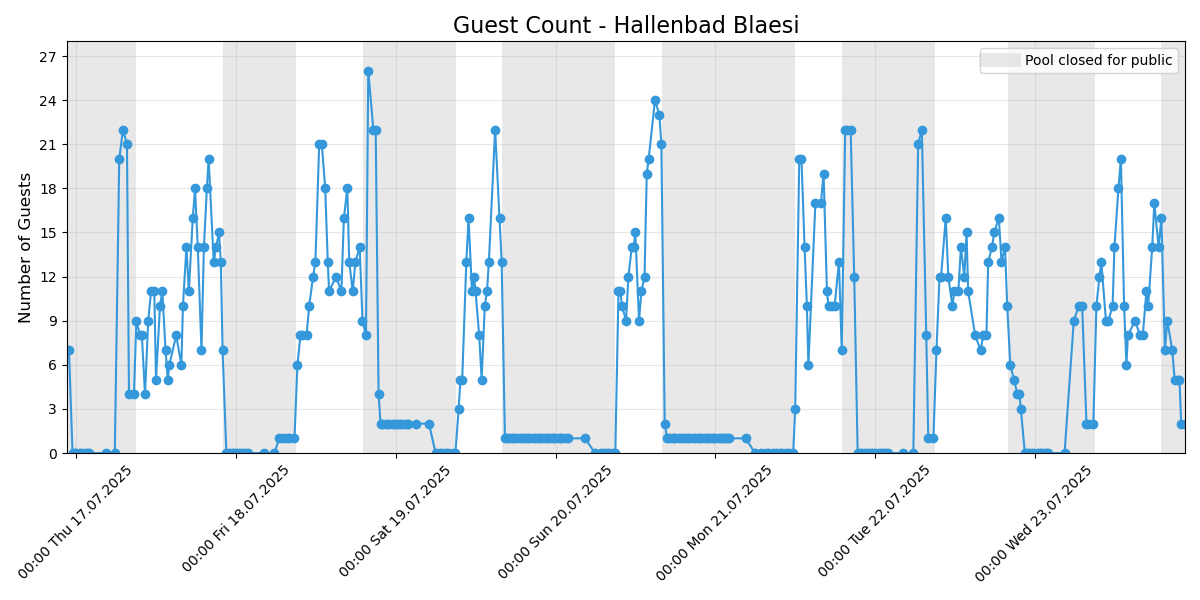 Guest Count - Hallenbad Blaesi
Pool closed for public
Number of Guests
27
24
21
18
15
12
9
6
3
0
00:00 Thu 17.07.2025
00:00 Fri 18.07.2025
00:00 Sat 19.07.2025
00:00 Sun 20.07.2025
00:00 Mon 21.07.2025
00:00 Tue 22.07.2025
00:00 Wed 23.07.2025